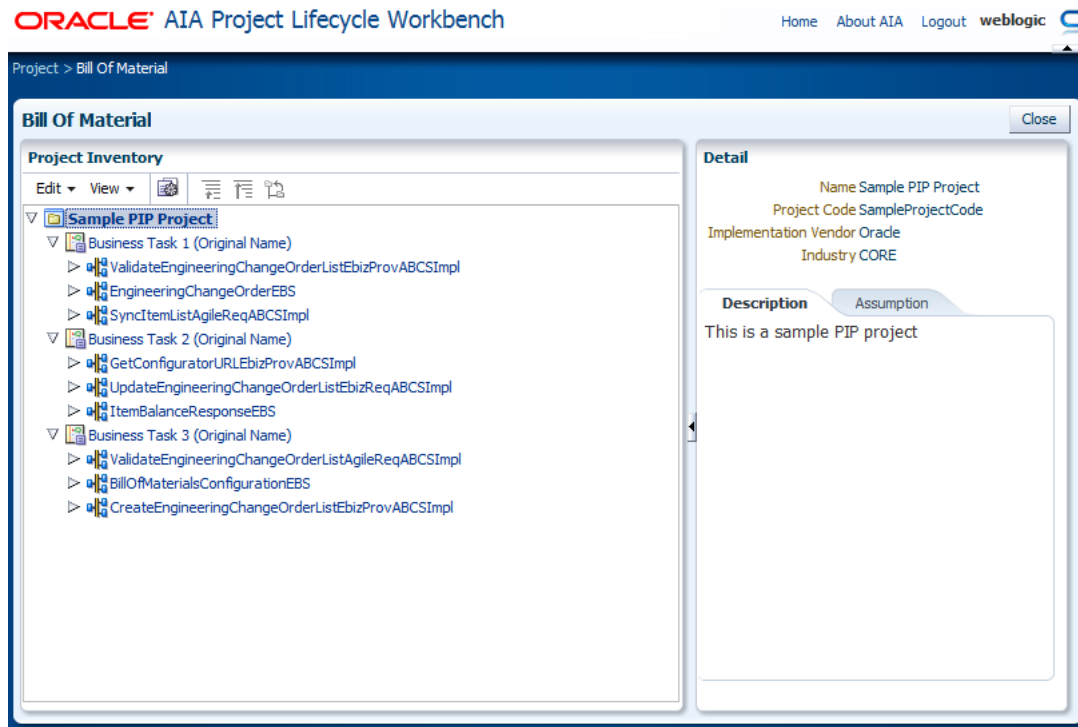 ORACLE AIA Project Lifecycle Workbench
Home About AIA Logout weblogic
Project > Bill Of Material
Bill Of Material
Close
Project Inventory
Edit View
Sample PIP Project
Business Task 1 (Original Name)
ValidateEngineeringChangeOrderListEbizProvABCSImpl
EngineeringChangeOrderEBS
SyncItemListAgileReqABCSImpl
Business Task 2 (Original Name)
GetConfiguratorURLEbizProvABCSImpl
UpdateEngineeringChangeOrderListEbizReqABCSImpl
ItemBalanceResponseEBS
Business Task 3 (Original Name)
ValidateEngineeringChangeOrderListAgileReqABCSImpl
BillOfMaterialsConfigurationEBS
CreateEngineeringChangeOrderListEbizProvABCSImpl
Detail
Name Sample PIP Project
Project Code SampleProjectCode
Implementation Vendor Oracle
Industry CORE
Description Assumption
This is a sample PIP project